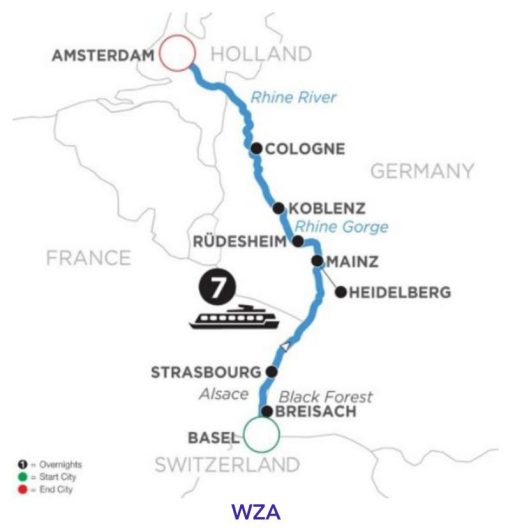 AMSTERDAM
HOLLAND
Rhine River
COLOGNE
GERMANY
KOBLENZ
Rhine Gorge
RÜDESHEIM
FRANCE
MAINZ
7
HEIDELBERG
STRASBOURG
Alsace
Black Forest
BREISACH
BASEL
SWITZERLAND
1 = Overnights
= Start City
= End City
WZA